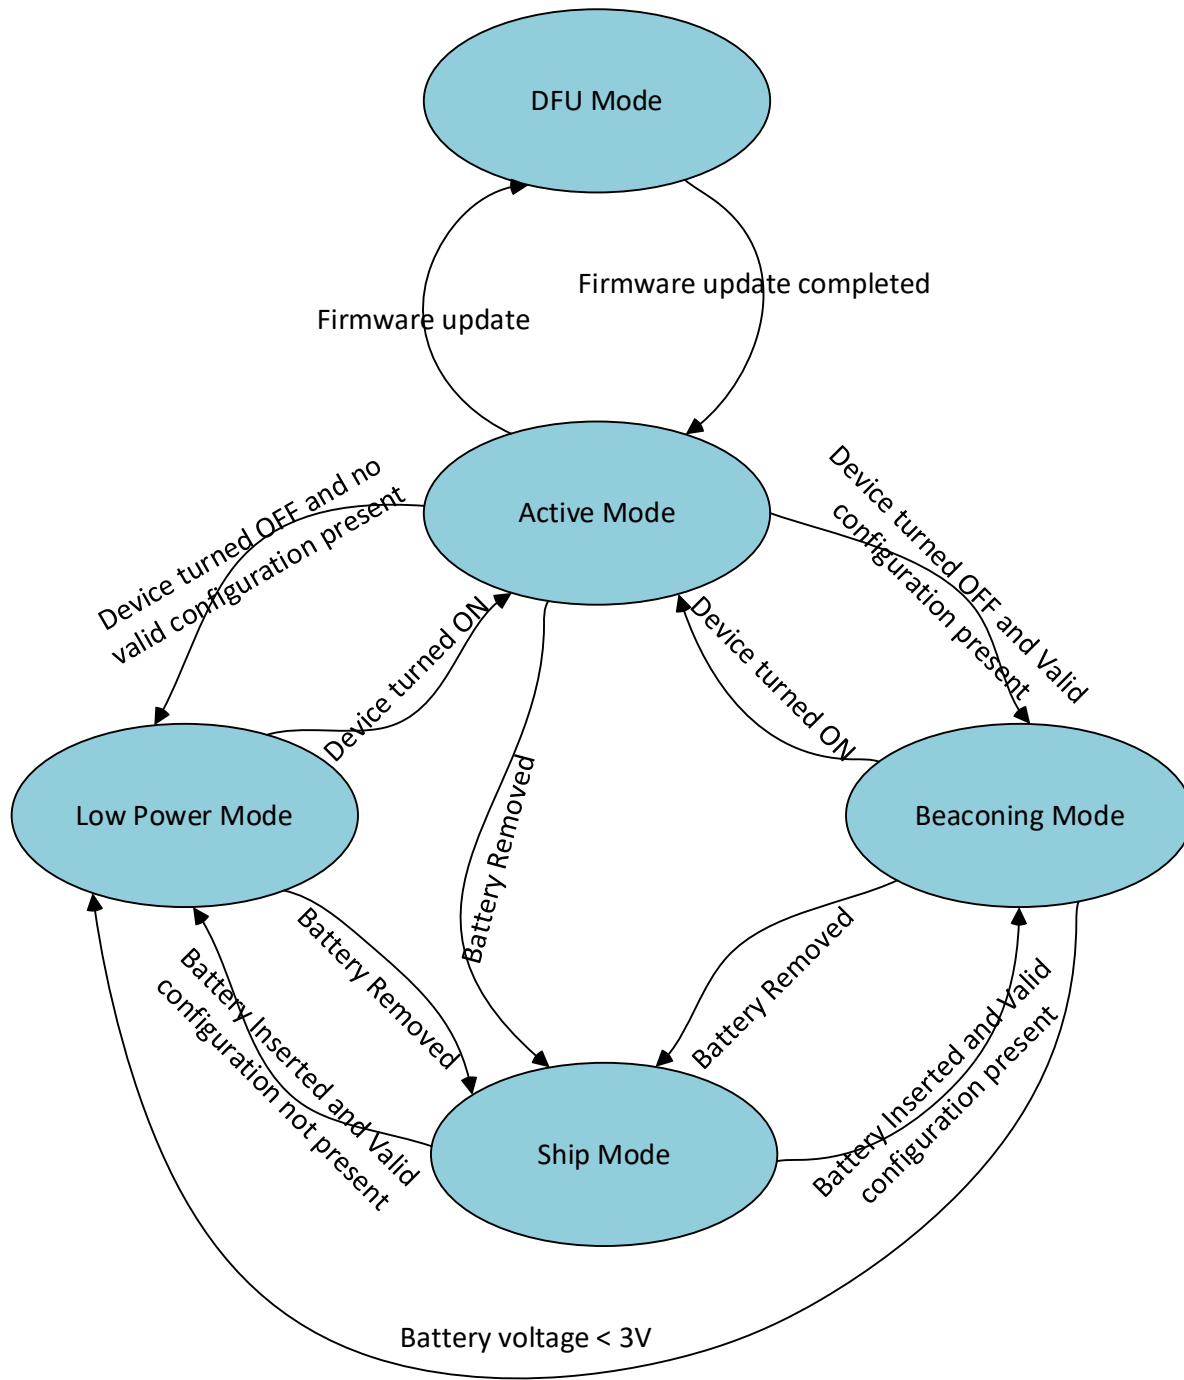 DFU Mode
Firmware update completed
Firmware update
Device turned OFF and no
valid configuration present
Active Mode
Device turned OFF and Valid
configuration present
Device turned ON
Device turned ON
Battery Removed
Low Power Mode
Beaconing Mode
Battery Removed
Battery Inserted and Valid
configuration not present
Battery Removed
Battery Inserted and Valid
configuration present
Ship Mode
Battery voltage < 3V